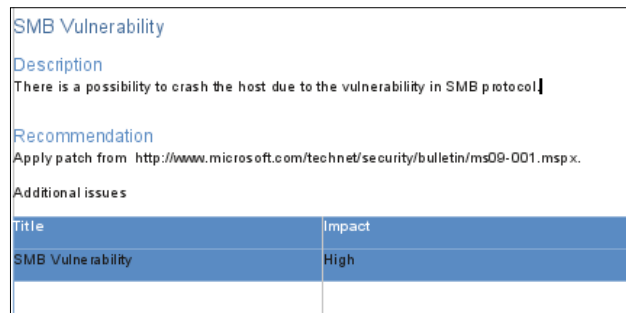 SMB Vulnerability
Description
There is a possibility to crash the host due to the vulnerability in SMB protocol.
Recommendation
Apply patch from http://www.microsoft.com/technet/security/bulletin/ms09-001.mspx.
Additional issues
Title Impact
SMB Vulnerability High